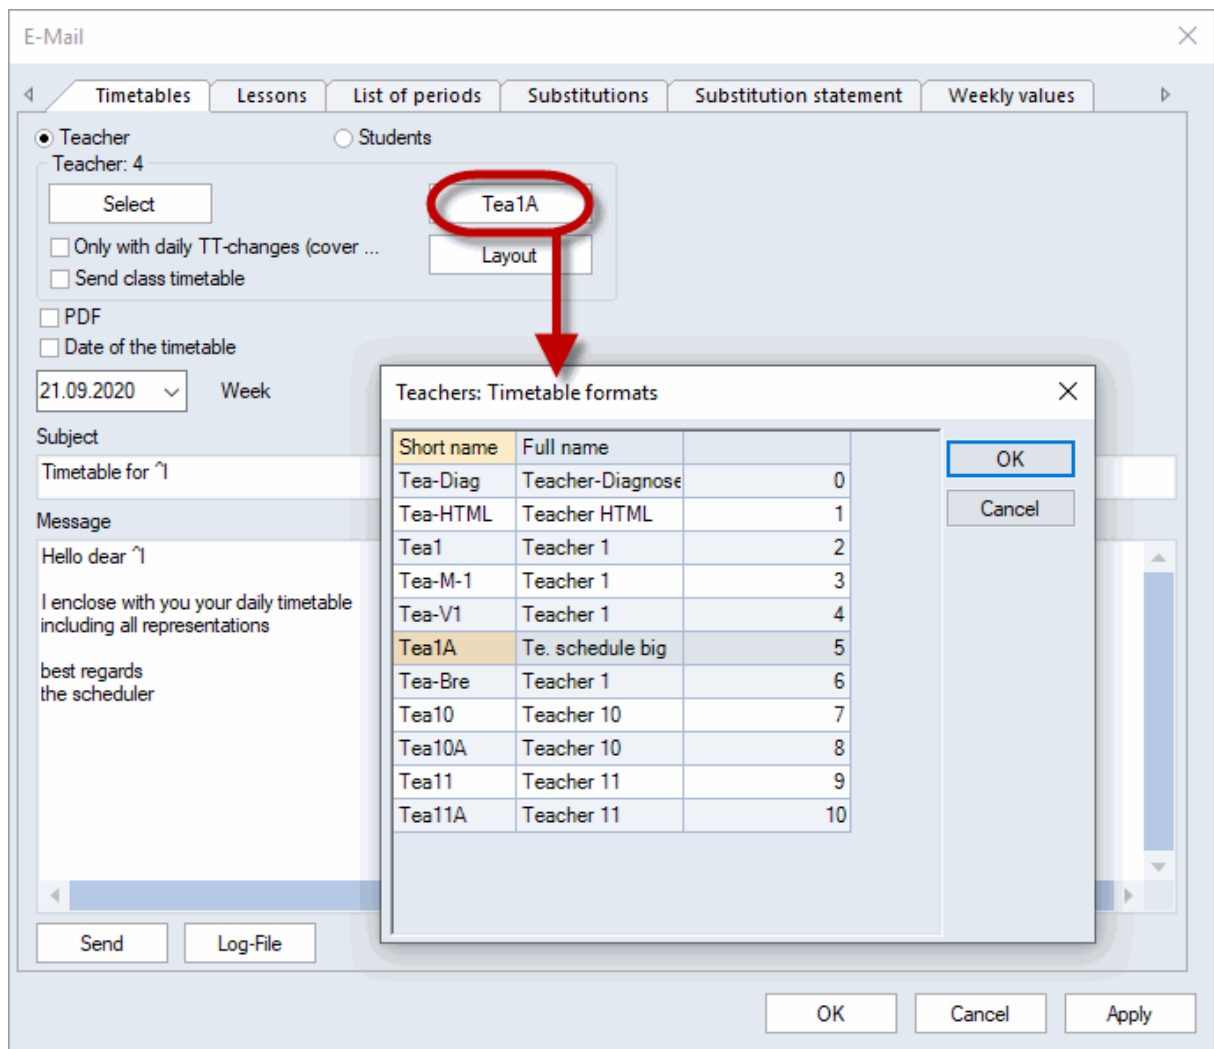 E-Mail
Timetables Lessons List of periods Substitutions Substitution statement Weekly values
Teacher Students
Teacher: 4
Select Tea1A
Only with daily TT-changes (cover ...
Layout
Send class timetable
PDF
Date of the timetable
21.09.2020 Week
Teachers: Timetable formats
Subject
Timetable for ^l
Message
Hello dear ^l
I enclose with you your daily timetable
including all representations
best regards
the scheduler
Short name Full name
Tea-Diag Teacher-Diagnose 0
Tea-HTML Teacher HTML 1
Tea1 Teacher 1 2
Tea-M-1 Teacher 1 3
Tea-V1 Teacher 1 4
Tea1A Te. schedule big 5
Tea-Bre Teacher 1 6
Tea10 Teacher 10 7
Tea10A Teacher 10 8
Tea11 Teacher 11 9
Tea11A Teacher 11 10
OK
Cancel
Send Log-File
OK Cancel Apply